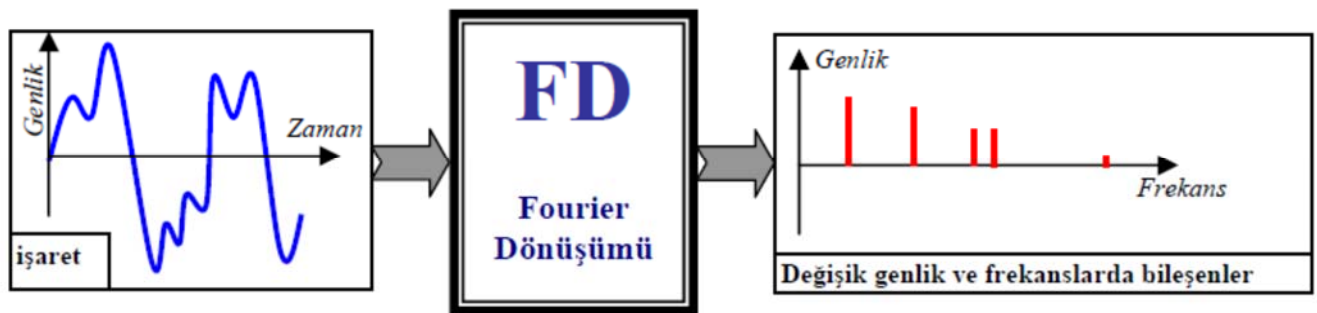 Genlik
Zaman
işaret
FD
Fourier
Dönüşümü
Genlik
Frekans
Değişik genlik ve frekanslarda bileşenler